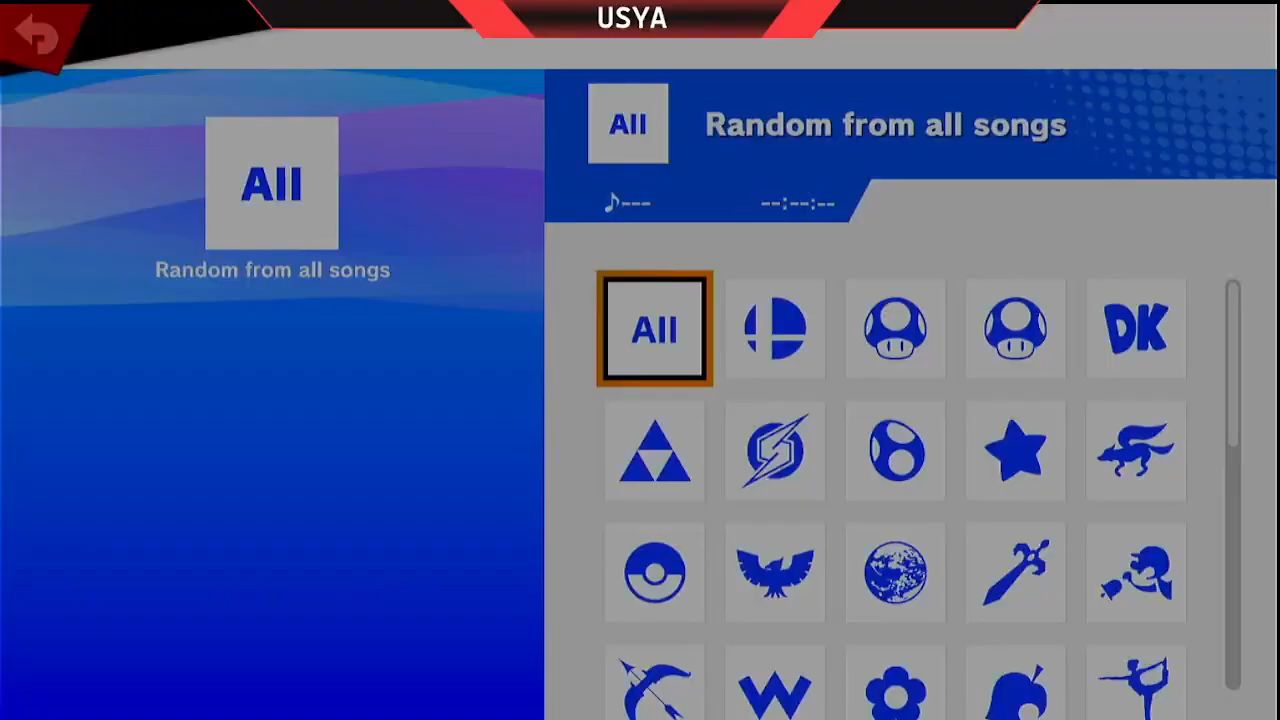 USYA
All
Random from all songs
All
Random from all songs
♪---
--:--:--
All
DK
W